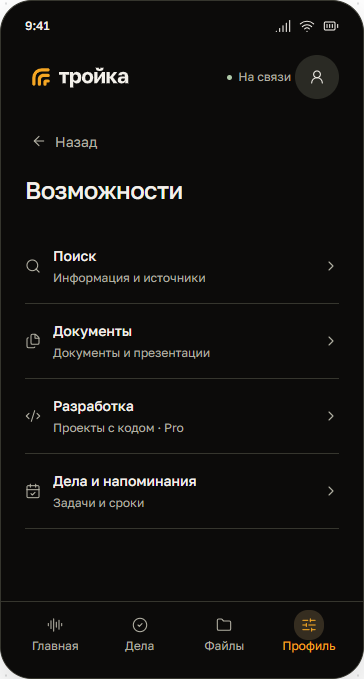 9:41
тройка
На связи
Назад
Возможности
Поиск
Информация и источники
Документы
Документы и презентации
Разработка
Проекты с кодом · Pro
Дела и напоминания
Задачи и сроки
Главная
Дела
Файлы
Профиль